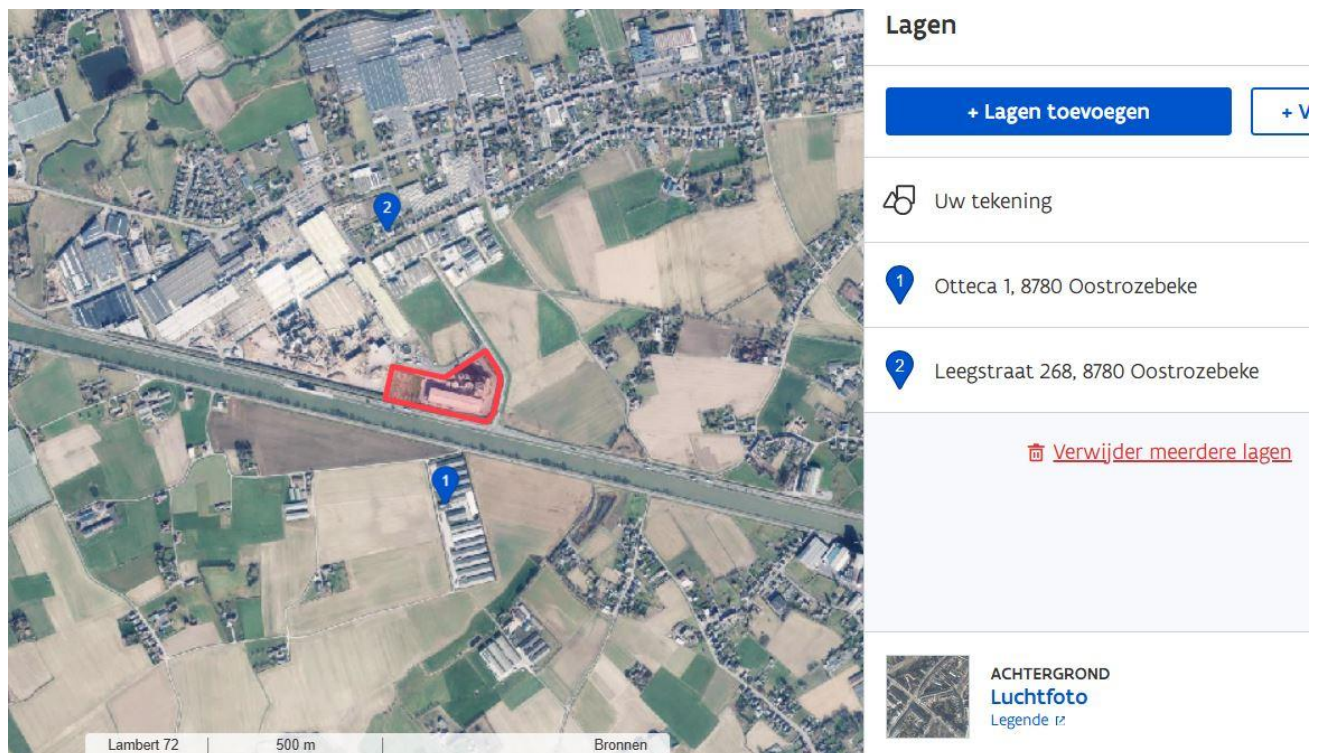 Lagen
+ Lagen toevoegen
+ V
Uw tekening
1 Otteca 1, 8780 Oostrozebeke
2 Leegstraat 268, 8780 Oostrozebeke
Verwijder meerdere lagen
ACHTERGROND
Luchtfoto
Legende
2
1
Lambert 72 | 500 m | Bronnen